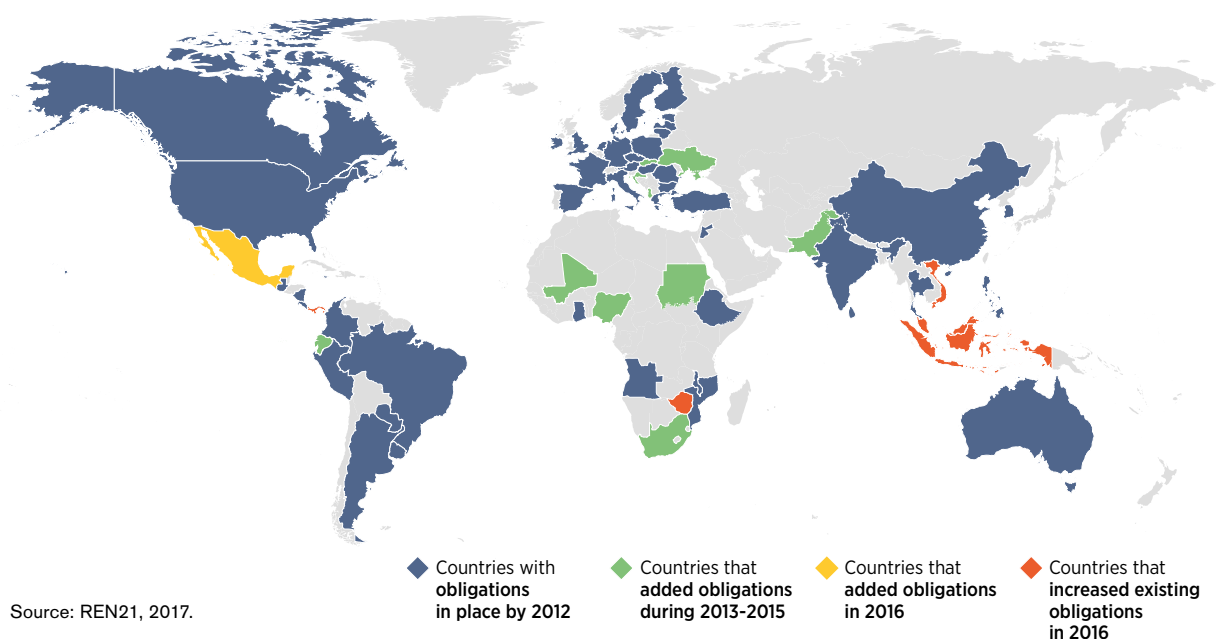 Countries with
obligations
in place by 2012
Countries that
added obligations
during 2013-2015
Countries that
added obligations
in 2016
Countries that
increased existing
obligations
in 2016
Source: REN21, 2017.